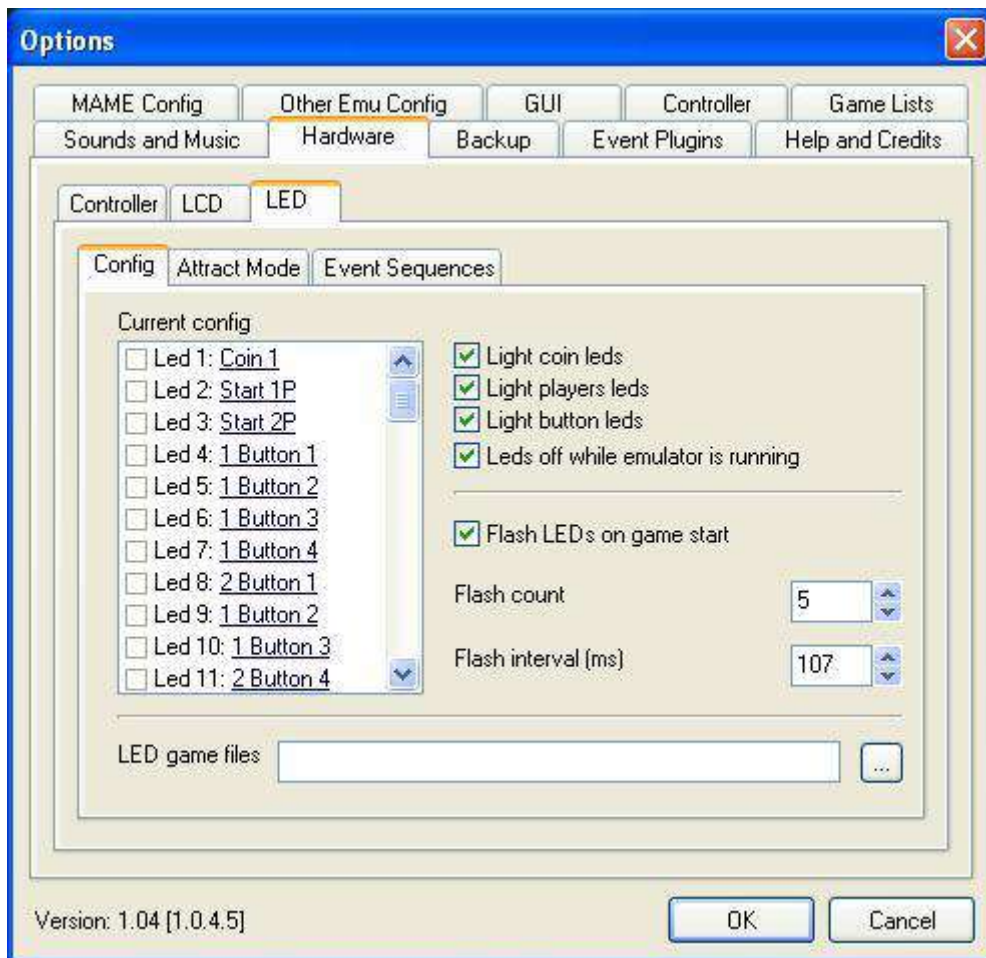 Options
MAME Config Other Emu Config GUI Controller Game Lists
Sounds and Music Hardware Backup Event Plugins Help and Credits
Controller LCD LED
Config Attract Mode Event Sequences
Current config
Led 1: Coin 1
Led 2: Start 1P
Led 3: Start 2P
Led 4: 1 Button 1
Led 5: 1 Button 2
Led 6: 1 Button 3
Led 7: 1 Button 4
Led 8: 2 Button 1
Led 9: 1 Button 2
Led 10: 1 Button 3
Led 11: 2 Button 4
Light coin leds
Light players leds
Light button leds
Leds off while emulator is running
Flash LEDs on game start
Flash count 5
Flash interval (ms) 107
LED game files ...
Version: 1.04 [1.0.4.5] OK Cancel